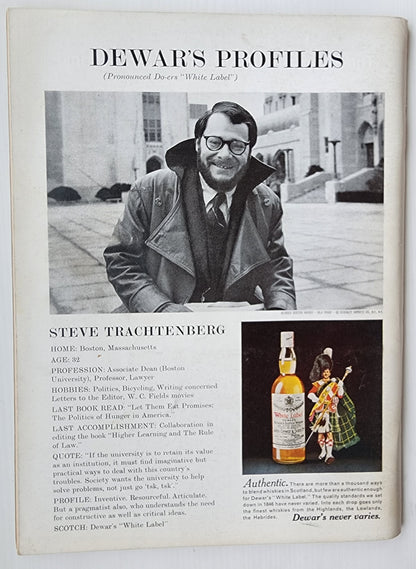 DEWAR'S PROFILES
(Pronounced Do-ers "White Label")
STEVE TRACHTENBERG
HOME: Boston, Massachusetts
AGE: 32
PROFESSION: Associate Dean (Boston
University), Professor, Lawyer
HOBBIES: Politics, Bicycling, Writing concerned
Letters to the Editor, W. C. Fields movies
LAST BOOK READ: "Let Them Eat Promises:
The Politics of Hunger in America."
LAST ACCOMPLISHMENT: Collaboration in
editing the book "Higher Learning and The Rule
of Law."
QUOTE: "If the university is to retain its value
as an institution, it must find imaginative but
practical ways to deal with this country's
troubles. Society wants the university to help
solve problems, not just go 'tsk, tsk'."
PROFILE: Inventive. Resourceful. Articulate.
But a pragmatist also, who understands the need
for constructive as well as critical ideas.
SCOTCH: Dewar's "White Label"
White Label
Authentic. There are more than a thousand ways
to blend whiskies in Scotland, but few are authentic enough
for Dewar's "White Label." The quality standards we set
down in 1846 have never varied. Into each drop goes only
the finest whiskies from the Highlands, the Lowlands,
the Hebrides. Dewar's never varies.